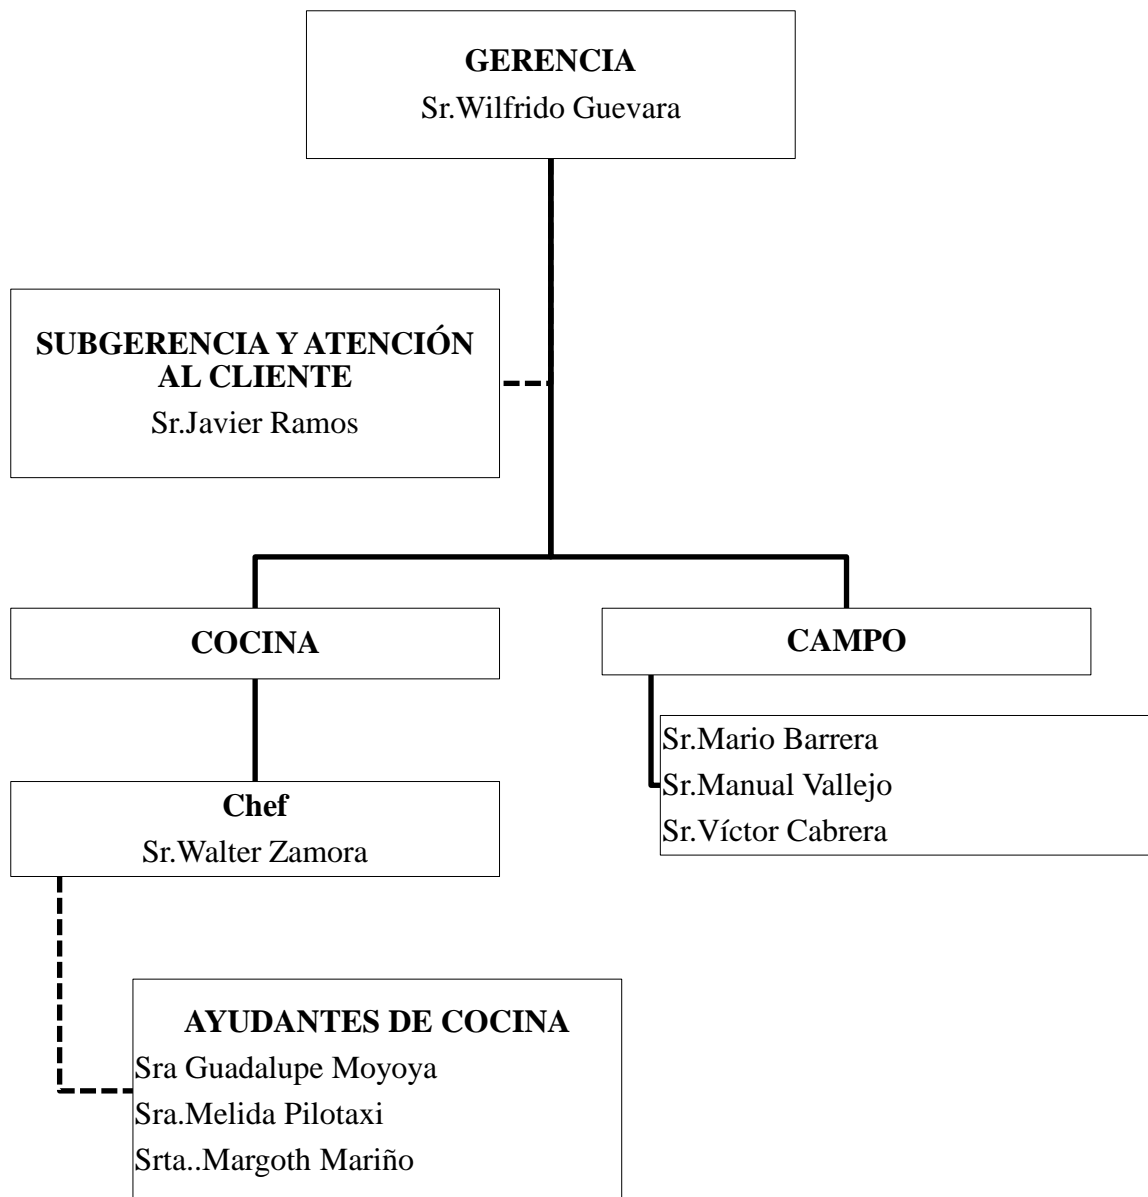 GERENCIA
Sr.Wilfrido Guevara
SUBGERENCIA Y ATENCIÓN
AL CLIENTE
Sr.Javier Ramos
COCINA
CAMPO
Sr.Mario Barrera
Sr.Manual Vallejo
Sr.Víctor Cabrera
Chef
Sr.Walter Zamora
AYUDANTES DE COCINA
Sra Guadalupe Moyoya
Sra.Melida Pilotaxi
Srta..Margoth Mariño